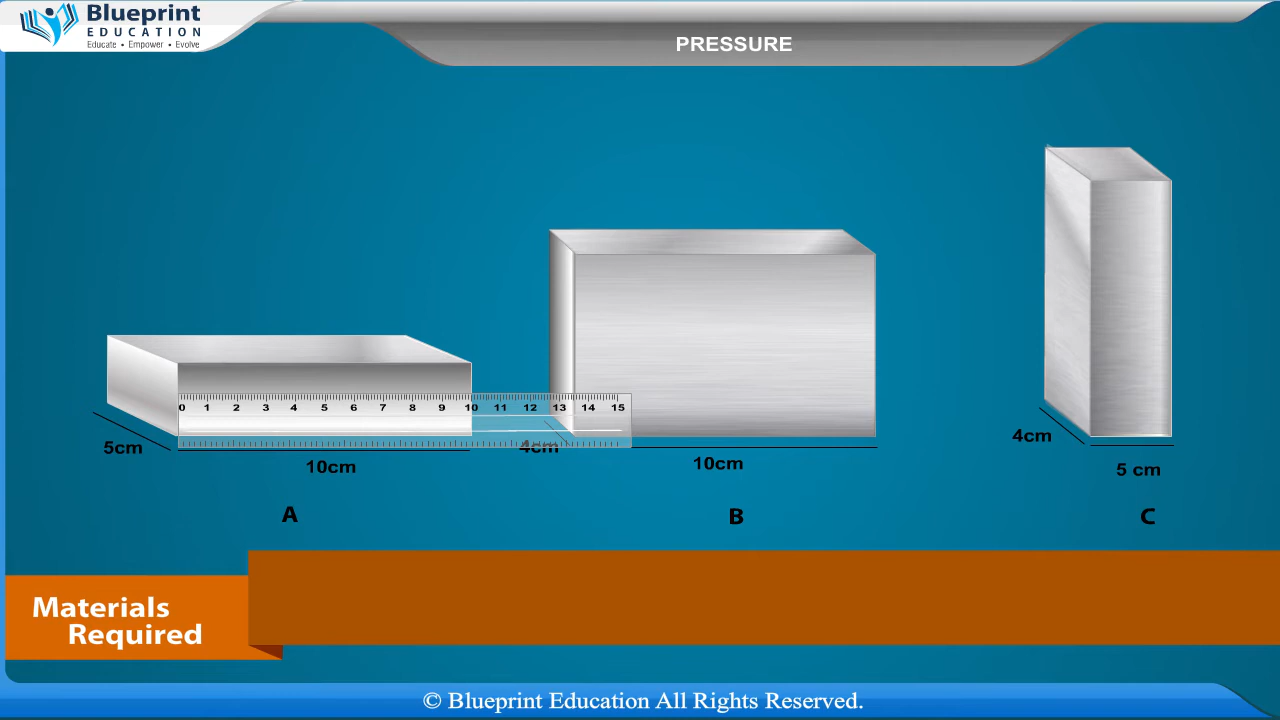 Blueprint
EDUCATION
Educate • Empower • Evolve
PRESSURE
0 1 2 3 4 5 6 7 8 9 10 11 12 13 14 15
5cm
10cm
4cm
10cm
4cm
5 cm
A
B
C
Materials
Required
© Blueprint Education All Rights Reserved.